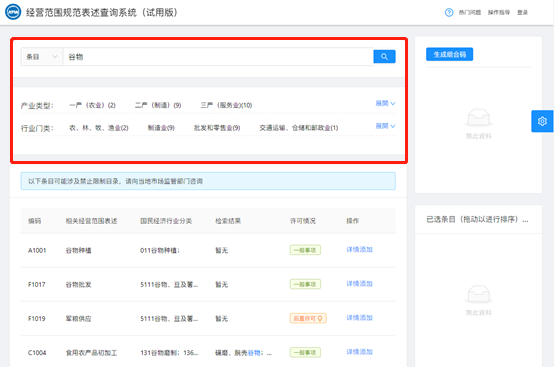 经营范围规范表述查询系统（试用版）
热门问题 操作指导 登录
条目 谷物
产业类型： 一产（农业）(2) 二产（制造）(9) 三产（服务业）(10) 展開
行业门类： 农、林、牧、渔业(2) 制造业(9) 批发和零售业(9) 交通运输、仓储和邮政业(1) 展開
生成组合码
無此資料
以下条目可能涉及禁止限制目录，请向当地市场监管部门咨询
编码 相关经营范围表述 国民经济行业分类 检索结果 许可情况 操作
A1001 谷物种植 011谷物种植； 暂无 一般事项 详情添加
F1017 谷物批发 5111谷物、豆及薯... 暂无 一般事项 详情添加
F1019 军粮供应 5111谷物、豆及薯... 暂无 后置许可 详情添加
C1004 食用农产品初加工 131谷物磨制；136... 碾磨、脱壳谷物；... 一般事项 详情添加
已选条目（拖动以进行排序）...
無此資料